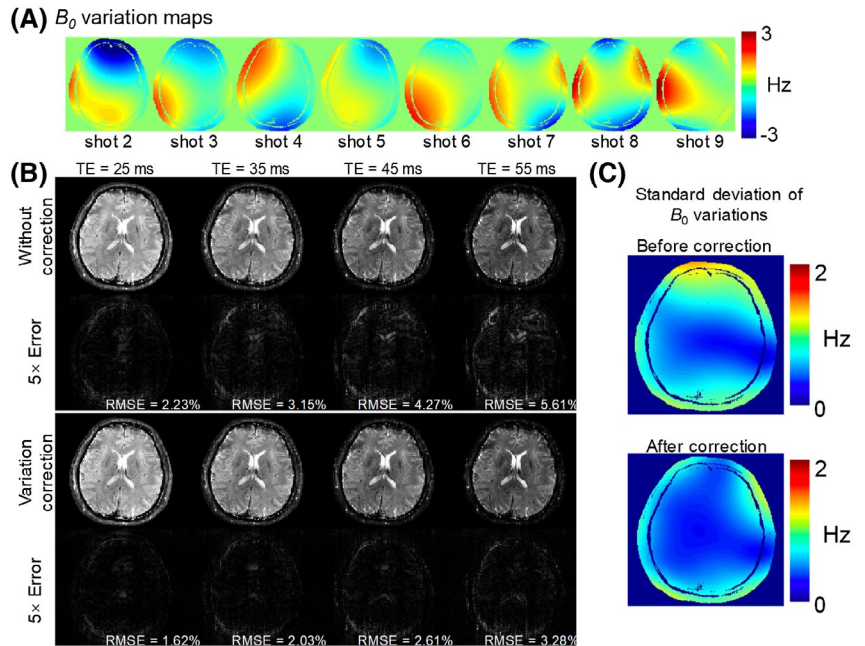 (A) B0 variation maps
3
Hz
-3
shot 2 shot 3 shot 4 shot 5 shot 6 shot 7 shot 8 shot 9
(B)
TE = 25 ms TE = 35 ms TE = 45 ms TE = 55 ms
Without
correction
5× Error
RMSE = 2.23% RMSE = 3.15% RMSE = 4.27% RMSE = 5.61%
Variation
correction
5× Error
RMSE = 1.62% RMSE = 2.03% RMSE = 2.61% RMSE = 3.28%
(C)
Standard deviation of
B0 variations
Before correction
2
Hz
0
After correction
2
Hz
0